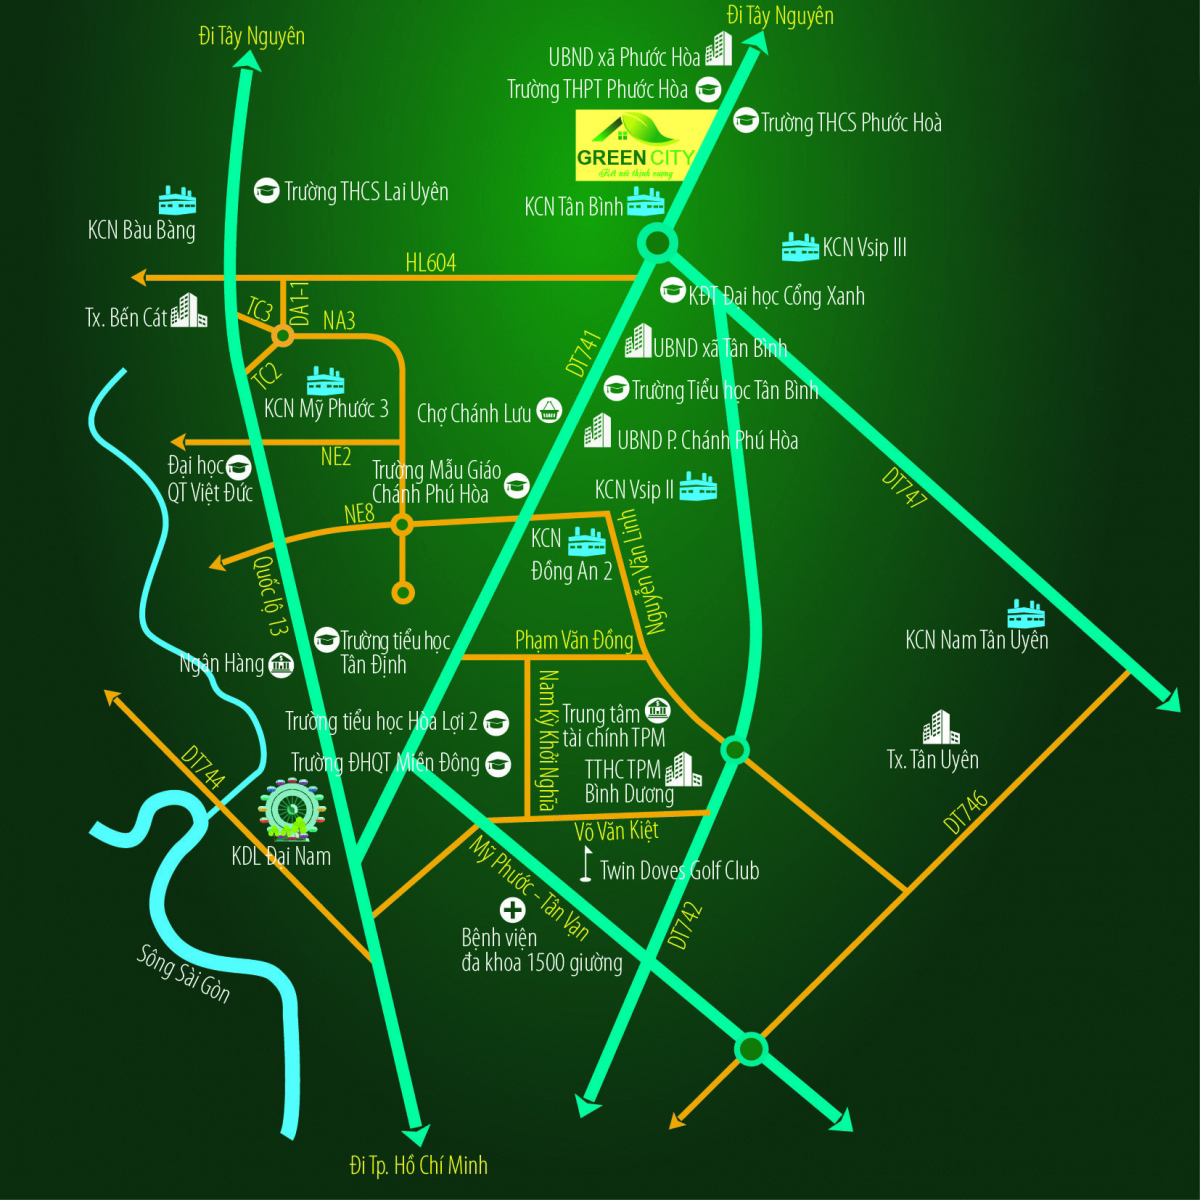 Đi Tây Nguyên
Đi Tây Nguyên
UBND xã Phước Hòa
Trường THPT Phước Hòa
Trường THCS Phước Hoà
GREEN CITY
Kết nối thịnh vượng
Trường THCS Lai Uyên
KCN Tân Bình
KCN Bàu Bàng
KCN Vsip III
HL604
KĐT Đại học Cổng Xanh
Tx. Bến Cát
TC3
DA1-1
NA3
DT741
UBND xã Tân Bình
TC2
Trường Tiểu học Tân Bình
KCN Mỹ Phước 3
Chợ Chánh Lưu
UBND P. Chánh Phú Hòa
NE2
Đại học
QT Việt Đức
Trường Mẫu Giáo
Chánh Phú Hòa
KCN Vsip II
DT747
NE8
KCN
Đồng An 2
Nguyễn Văn Linh
Quốc lộ 13
Trường tiểu học
Tân Định
Phạm Văn Đồng
KCN Nam Tân Uyên
Ngân Hàng
Nam Kỳ Khởi Nghĩa
Trường tiểu học Hòa Lợi 2
Trung tâm
tài chính TPM
Trường ĐHQT Miền Đông
TTHC TPM
Bình Dương
Tx. Tân Uyên
DT744
DT746
KDL Đại Nam
Võ Văn Kiệt
Mỹ Phước - Tân Vạn
Twin Doves Golf Club
DT742
Bệnh viện
đa khoa 1500 giường
Sông Sài Gòn
Đi Tp. Hồ Chí Minh